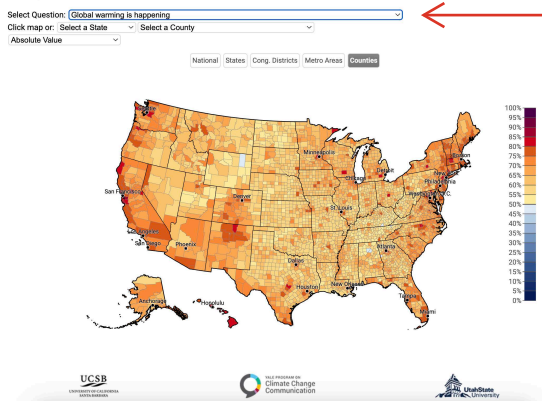 Select Question: Global warming is happening
Click map or: Select a State Select a County
Absolute Value
National States Cong. Districts Metro Areas Counties
100%
95%
90%
85%
80%
75%
70%
65%
60%
55%
50%
45%
40%
35%
30%
25%
20%
15%
10%
5%
0%
Minneapolis
Boston
Detroit
Chicago
New
Philadelphia
C.
San Francisco
Denver
St. Louis
Los Angeles
San Diego
Phoenix
Atlanta
Dallas
Houston
New Orleans
Tampa
Miami
Anchorage
Honolulu
UCSB
UNIVERSITY OF CALIFORNIA
SANTA BARBARA
YALE PROGRAM ON
Climate Change
Communication
UtahState
University